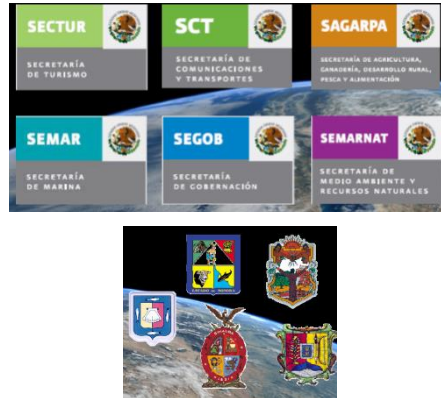 SECTUR
SECRETARÍA
DE TURISMO
SCT
SECRETARÍA DE
COMUNICACIONES
Y TRANSPORTES
SAGARPA
SECRETARÍA DE AGRICULTURA,
GANADERÍA, DESARROLLO RURAL,
PESCA Y ALIMENTACIÓN
SEMAR
SECRETARÍA
DE MARINA
SEGOB
SECRETARÍA
DE GOBERNACIÓN
SEMARNAT
SECRETARÍA DE
MEDIO AMBIENTE Y
RECURSOS NATURALES